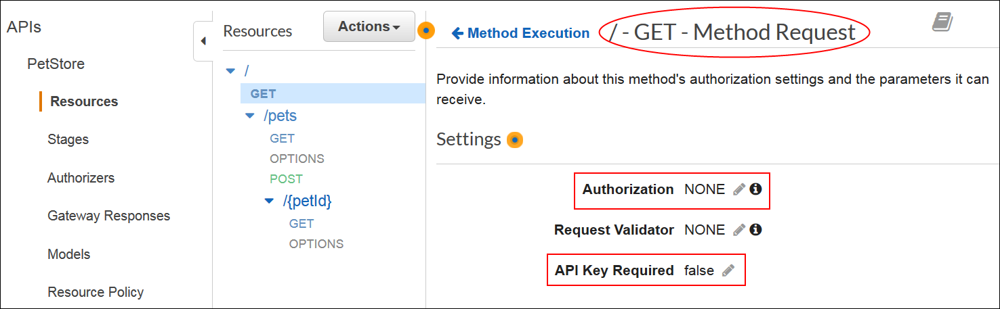 APIs
PetStore
Resources
Stages
Authorizers
Gateway Responses
Models
Resource Policy
Resources
Actions
/
GET
/pets
GET
OPTIONS
POST
/{petId}
GET
OPTIONS
Method Execution
/ - GET - Method Request
Provide information about this method's authorization settings and the parameters it can
receive.
Settings
Authorization NONE
Request Validator NONE
API Key Required false